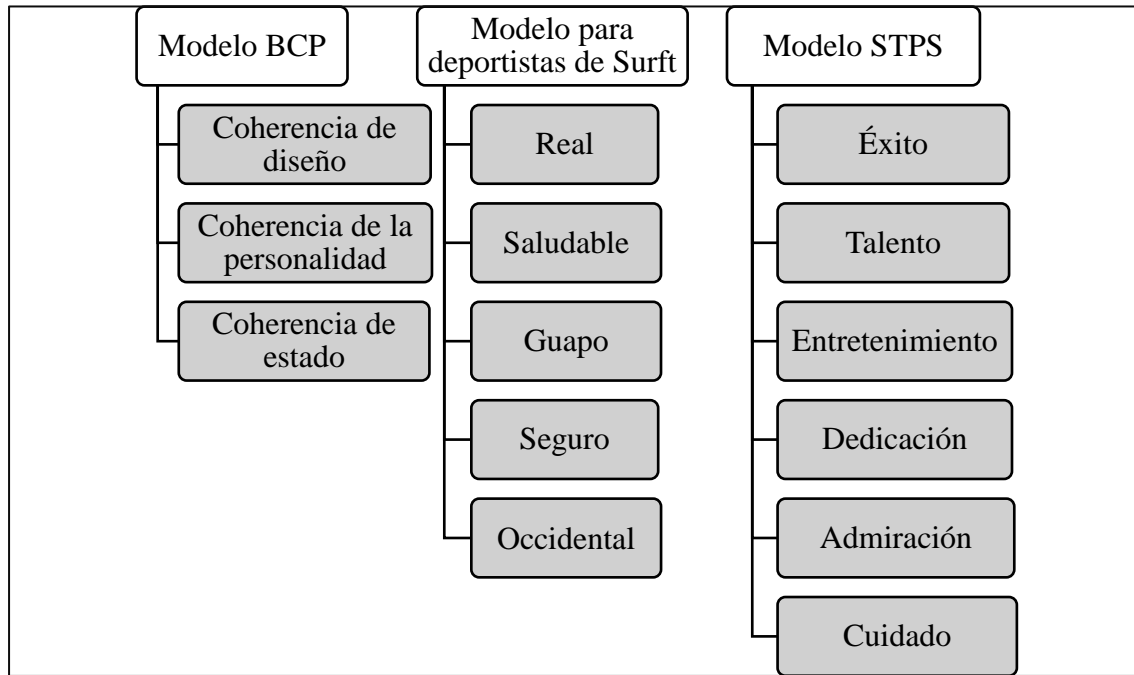 Modelo BCP
Coherencia de
diseño
Coherencia de la
personalidad
Coherencia de
estado
Modelo para
deportistas de Surft
Real
Saludable
Guapo
Seguro
Occidental
Modelo STPS
Éxito
Talento
Entretenimiento
Dedicación
Admiración
Cuidado